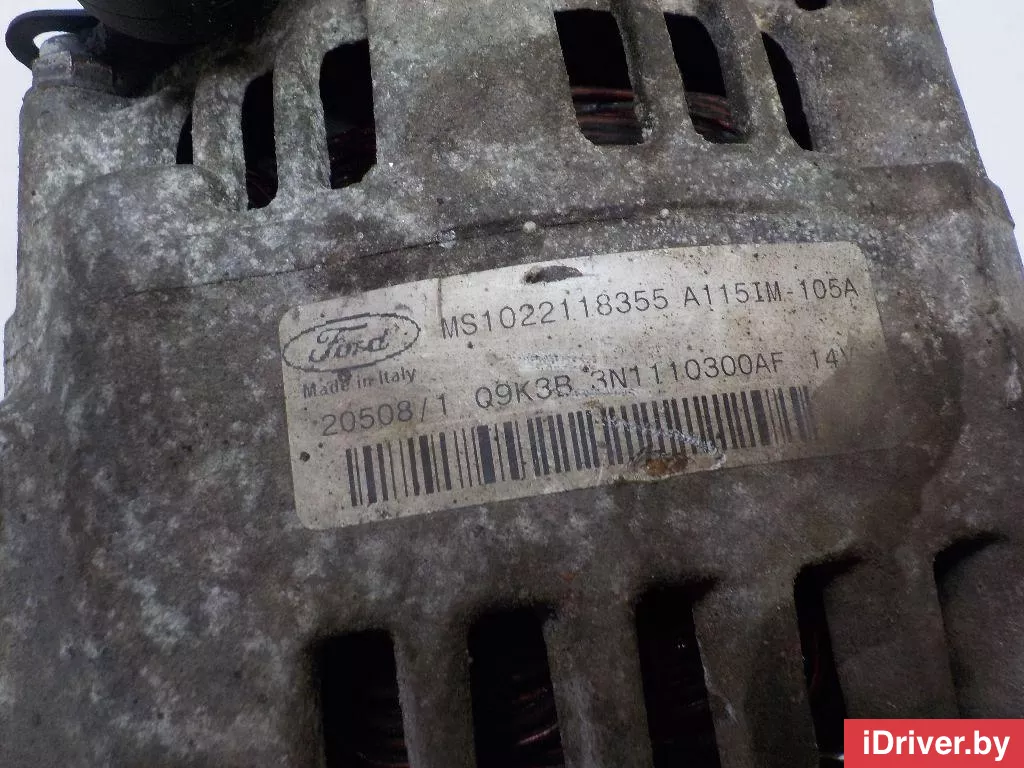 Ford MS1022118355 A115IM-105A
Made in Italy
20508/1 Q9K3B 3N1110300AF 14V
iDriver.by